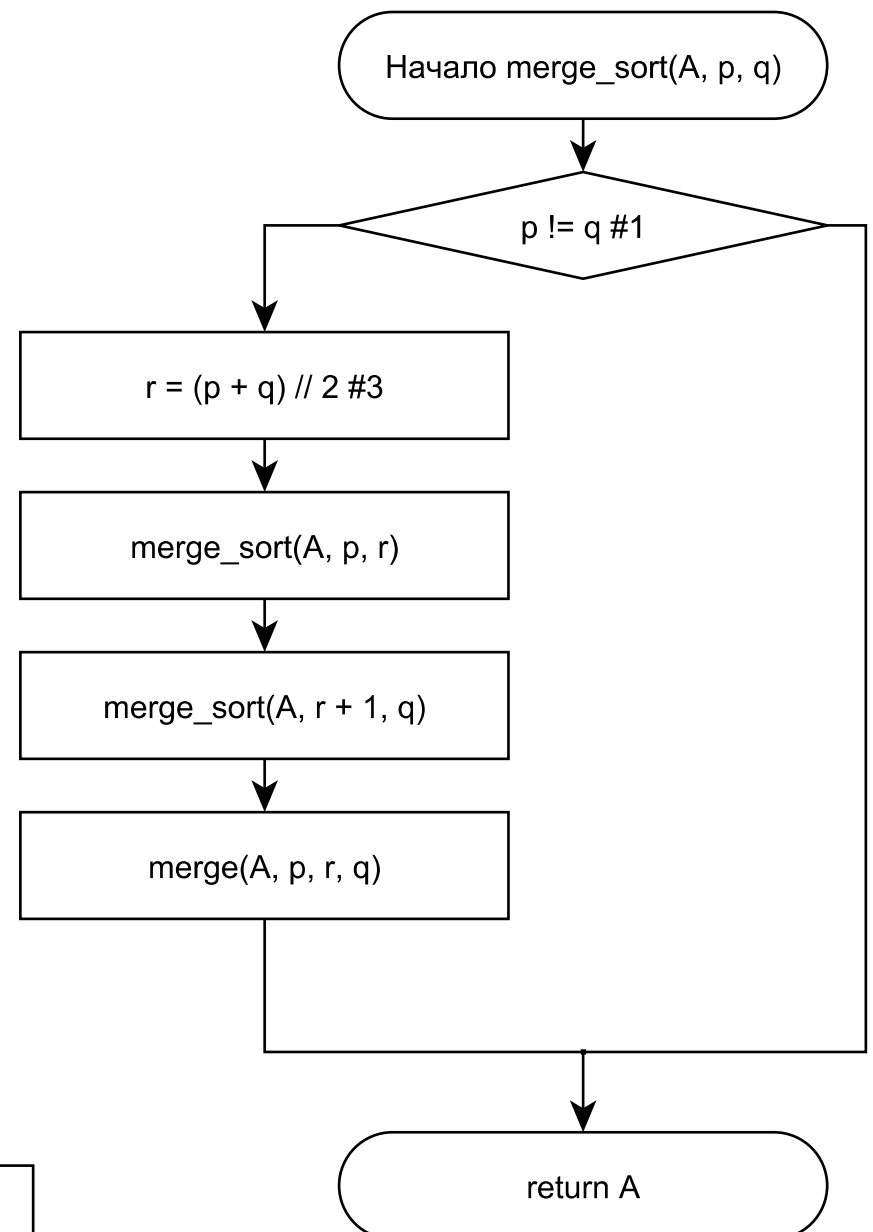 Начало merge_sort(A, p, q)
p != q #1
r = (p + q) // 2 #3
merge_sort(A, p, r)
merge_sort(A, r + 1, q)
merge(A, p, r, q)
return A